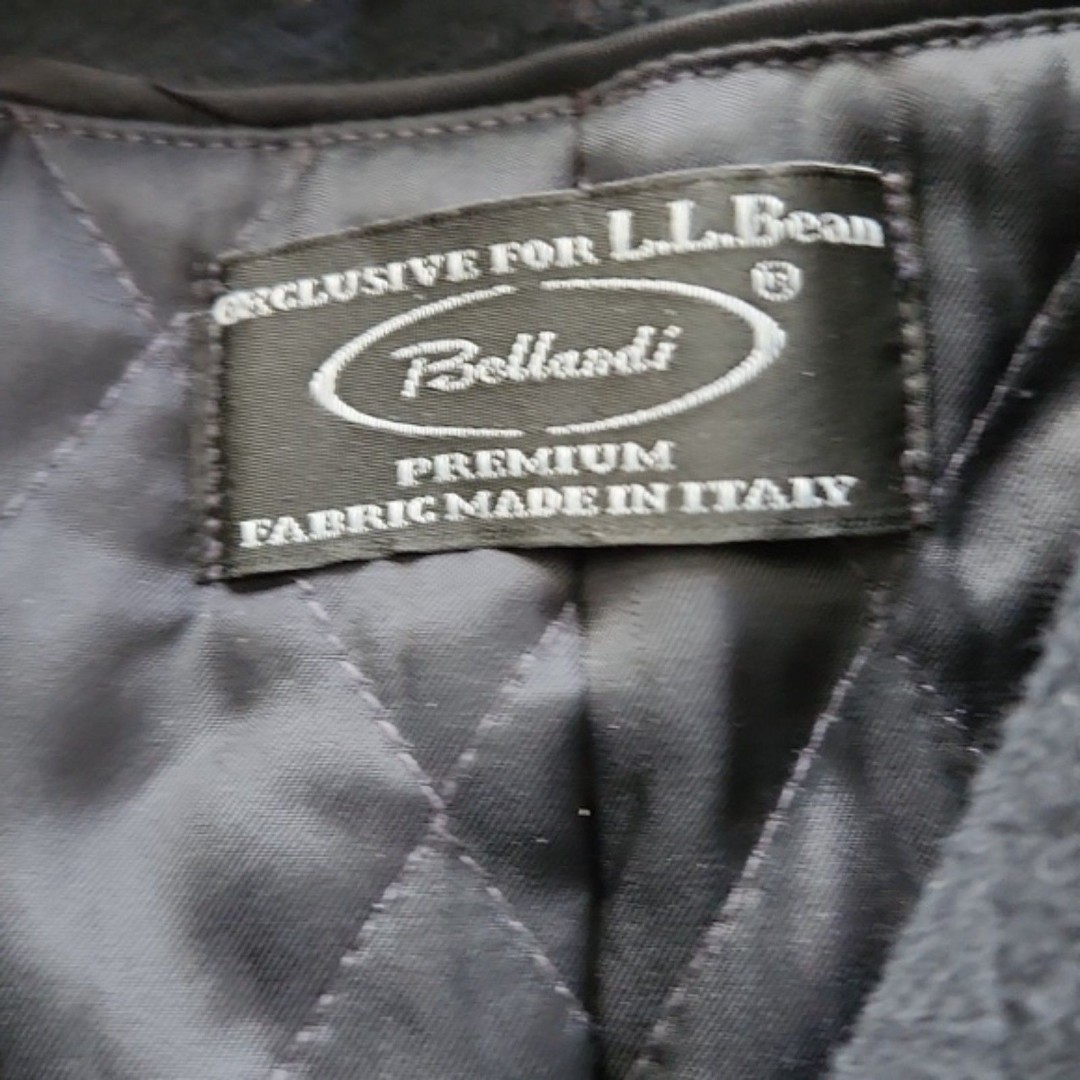 EXCLUSIVE FOR L.L.Bean
®
Bellandi
PREMIUM
FABRIC MADE IN ITALY